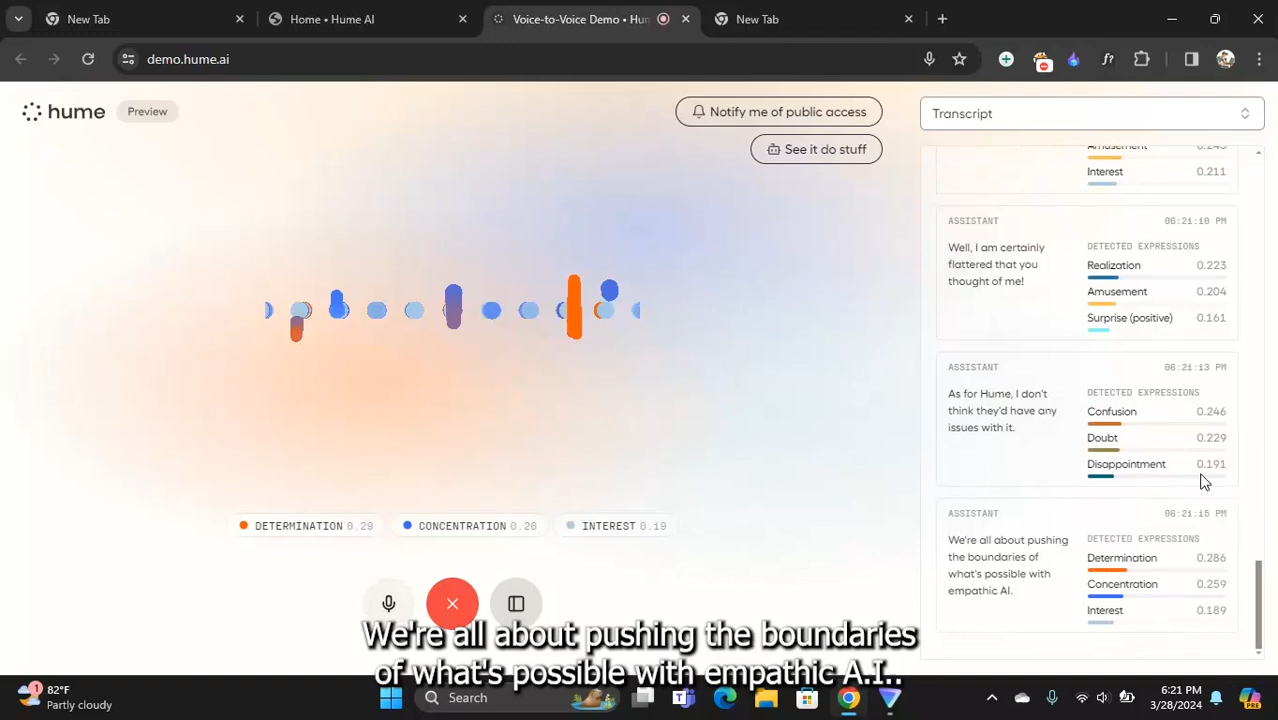 New Tab
Home • Hume AI
Voice-to-Voice Demo • Hum
New Tab
demo.hume.ai
hume
Preview
Notify me of public access
See it do stuff
DETERMINATION 0.29
CONCENTRATION 0.26
INTEREST 0.19
Transcript
Amusement 0.245
Interest 0.211
ASSISTANT 06:21:10 PM
Well, I am certainly
flattered that you
thought of me!
DETECTED EXPRESSIONS
Realization 0.223
Amusement 0.204
Surprise (positive) 0.161
ASSISTANT 06:21:13 PM
As for Hume, I don't
think they'd have any
issues with it.
DETECTED EXPRESSIONS
Confusion 0.246
Doubt 0.229
Disappointment 0.191
ASSISTANT 06:21:15 PM
We're all about pushing
the boundaries of
what's possible with
empathic AI.
DETECTED EXPRESSIONS
Determination 0.286
Concentration 0.259
Interest 0.189
We're all about pushing the boundaries
of what's possible with empathic A.I..
1
82°F
Partly cloudy
Search
PRE
6:21 PM
3/28/2024